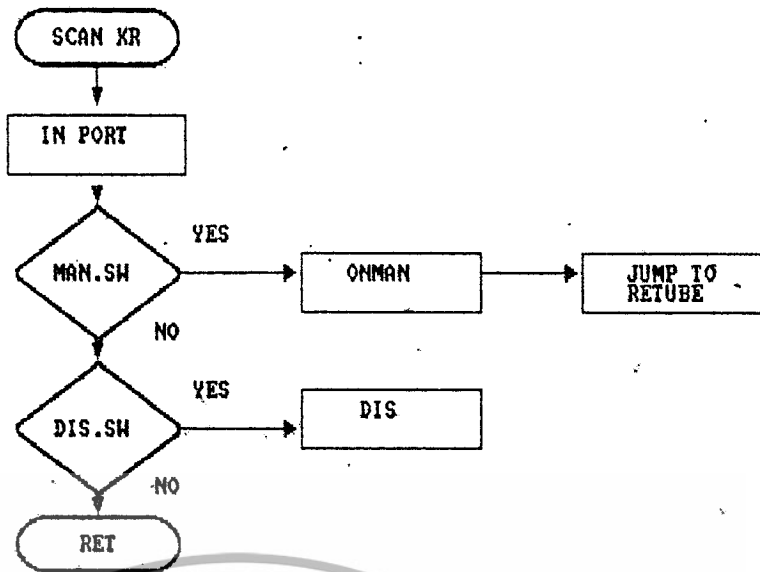 SCAN XR
IN PORT
YES
MAN.SW
ONMAN
JUMP TO
RETUBE
NO
YES
DIS.SW
DIS
NO
RET